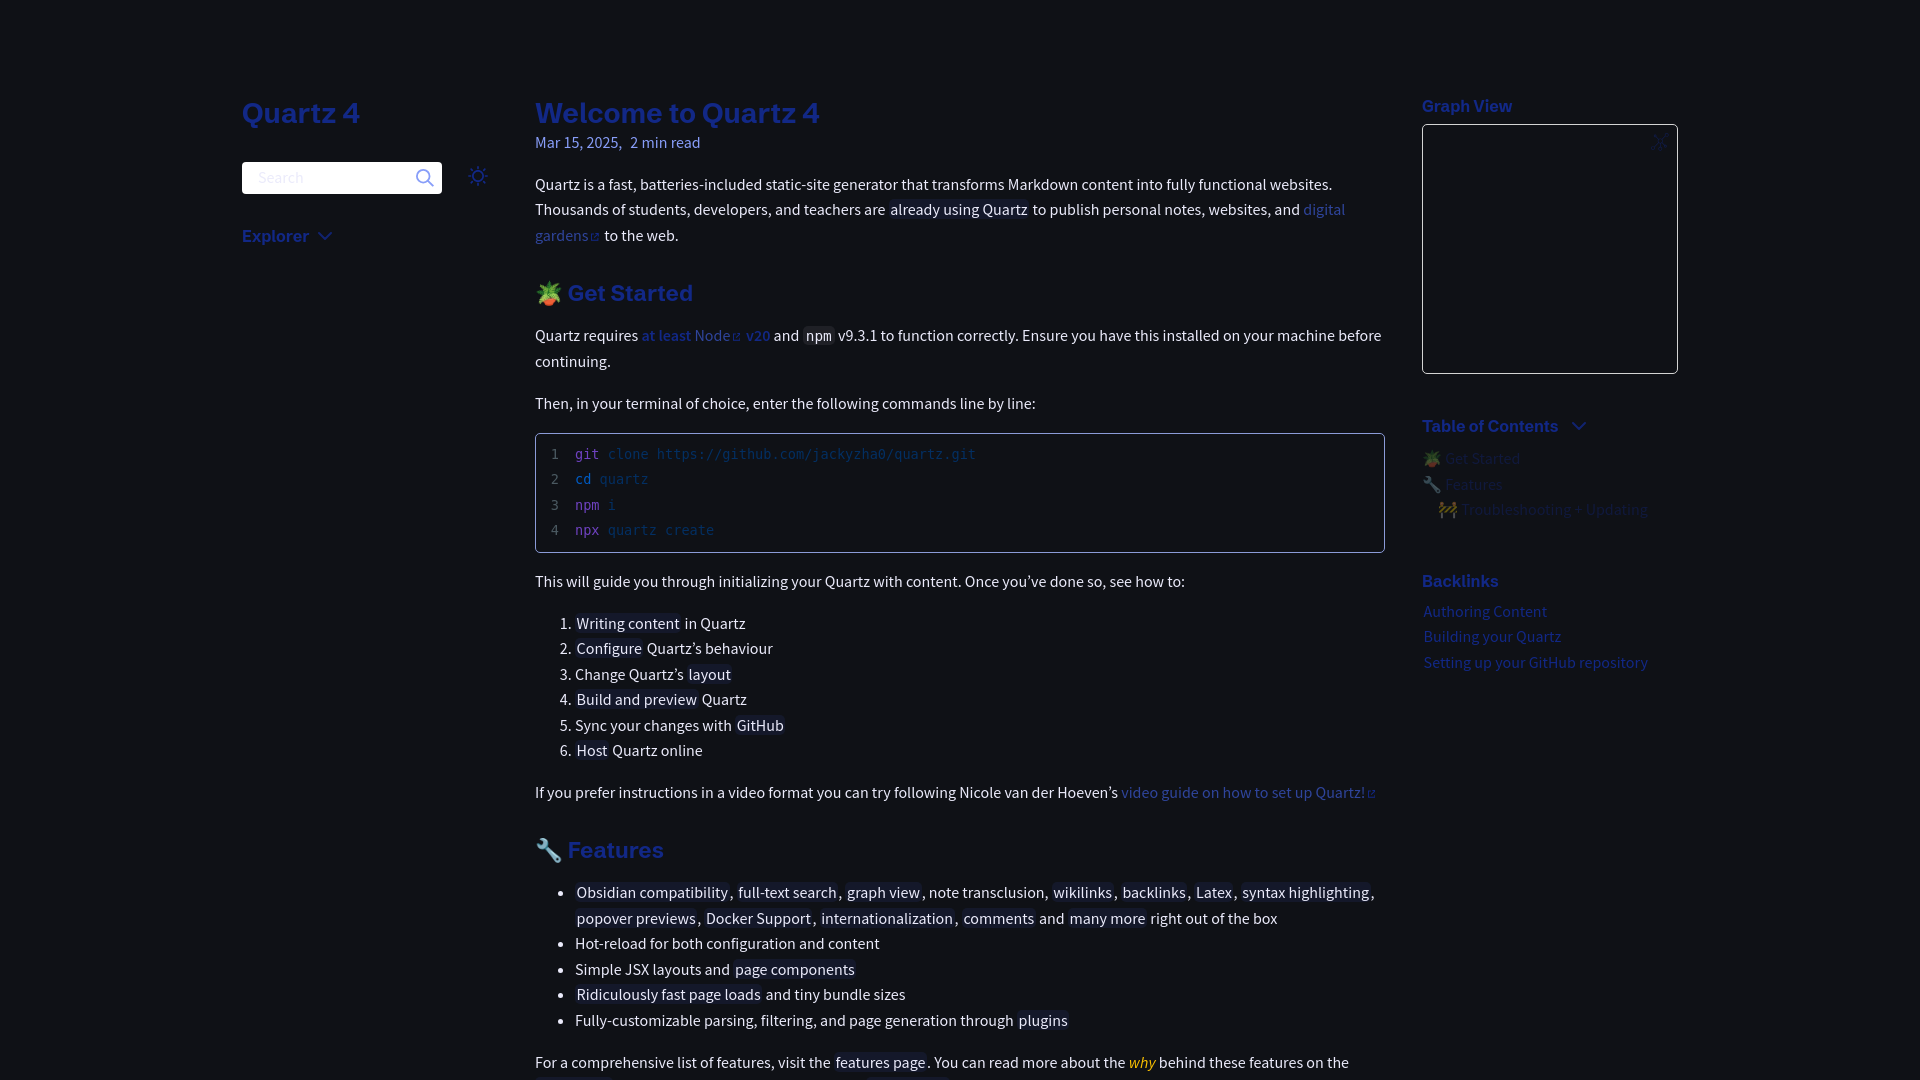 Quartz 4
Search
Explorer
Welcome to Quartz 4
Mar 15, 2025, 2 min read
Quartz is a fast, batteries-included static-site generator that transforms Markdown content into fully functional websites.
Thousands of students, developers, and teachers are already using Quartz to publish personal notes, websites, and digital
gardens to the web.
🪴 Get Started
Quartz requires at least Node v20 and npm v9.3.1 to function correctly. Ensure you have this installed on your machine before
continuing.
Then, in your terminal of choice, enter the following commands line by line:
1 git clone https://github.com/jackyzha0/quartz.git
2 cd quartz
3 npm i
4 npx quartz create
This will guide you through initializing your Quartz with content. Once you’ve done so, see how to:
1. Writing content in Quartz
2. Configure Quartz’s behaviour
3. Change Quartz’s layout
4. Build and preview Quartz
5. Sync your changes with GitHub
6. Host Quartz online
If you prefer instructions in a video format you can try following Nicole van der Hoeven’s video guide on how to set up Quartz!
🔧 Features
• Obsidian compatibility, full-text search, graph view, note transclusion, wikilinks, backlinks, Latex, syntax highlighting,
popover previews, Docker Support, internationalization, comments and many more right out of the box
• Hot-reload for both configuration and content
• Simple JSX layouts and page components
• Ridiculously fast page loads and tiny bundle sizes
• Fully-customizable parsing, filtering, and page generation through plugins
For a comprehensive list of features, visit the features page. You can read more about the why behind these features on the
Graph View
Table of Contents
🪴 Get Started
🔧 Features
🚧 Troubleshooting + Updating
Backlinks
Authoring Content
Building your Quartz
Setting up your GitHub repository